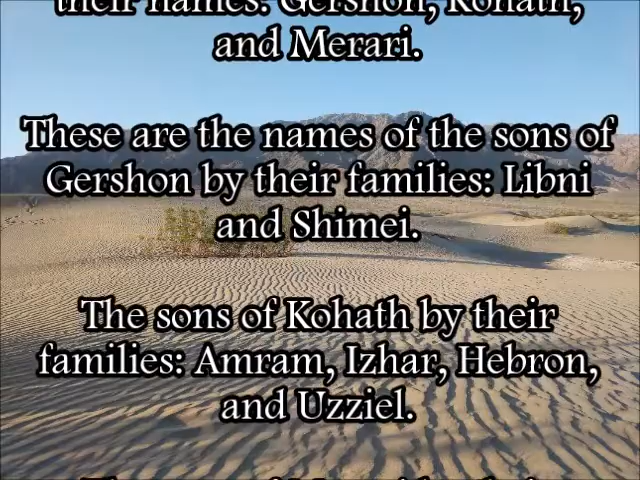 their names: Gershon, Kohath,
and Merari.
These are the names of the sons of
Gershon by their families: Libni
and Shimei.
The sons of Kohath by their
families: Amram, Izhar, Hebron,
and Uzziel.